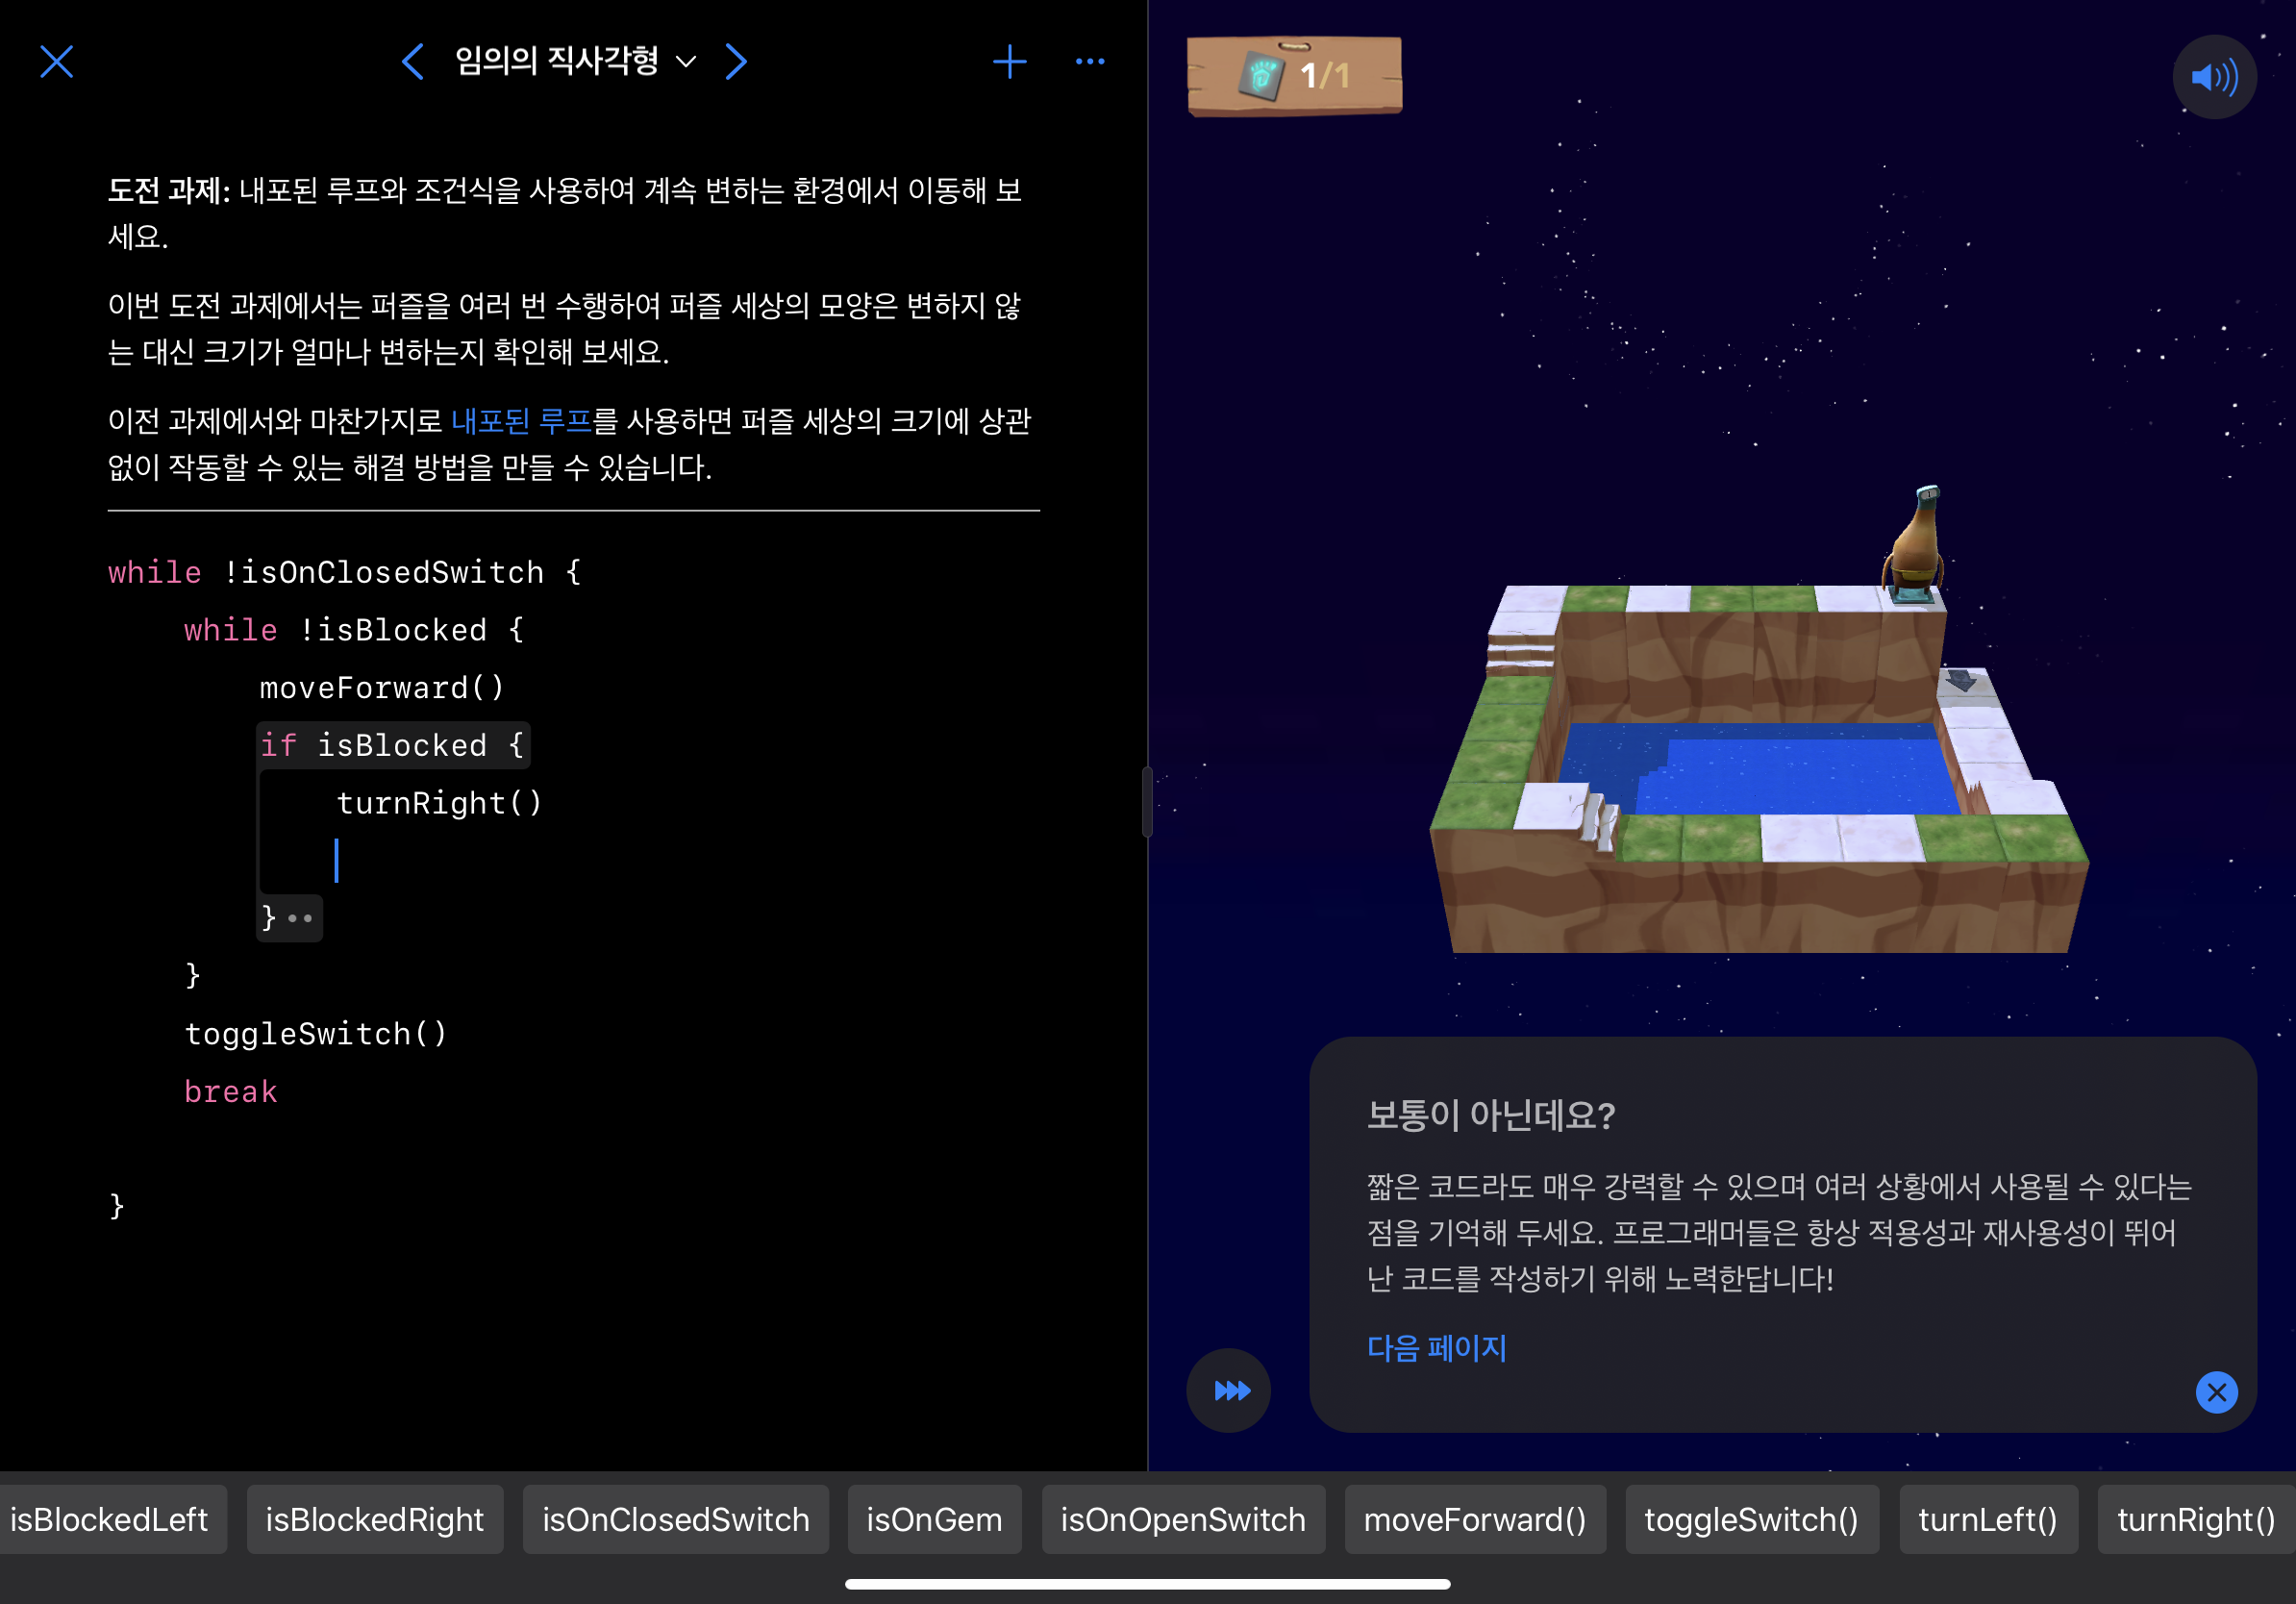 임의의 직사각형
1/1
도전 과제: 내포된 루프와 조건식을 사용하여 계속 변하는 환경에서 이동해 보
세요.
이번 도전 과제에서는 퍼즐을 여러 번 수행하여 퍼즐 세상의 모양은 변하지 않
는 대신 크기가 얼마나 변하는지 확인해 보세요.
이전 과제에서와 마찬가지로 내포된 루프를 사용하면 퍼즐 세상의 크기에 상관
없이 작동할 수 있는 해결 방법을 만들 수 있습니다.
while !isOnClosedSwitch {
while !isBlocked {
moveForward()
if isBlocked {
turnRight()
}
}
toggleSwitch()
break
}
보통이 아닌데요?
짧은 코드라도 매우 강력할 수 있으며 여러 상황에서 사용될 수 있다는
점을 기억해 두세요. 프로그래머들은 항상 적용성과 재사용성이 뛰어
난 코드를 작성하기 위해 노력한답니다!
다음 페이지
isBlockedLeft isBlockedRight isOnClosedSwitch isOnGem isOnOpenSwitch moveForward() toggleSwitch() turnLeft() turnRight()